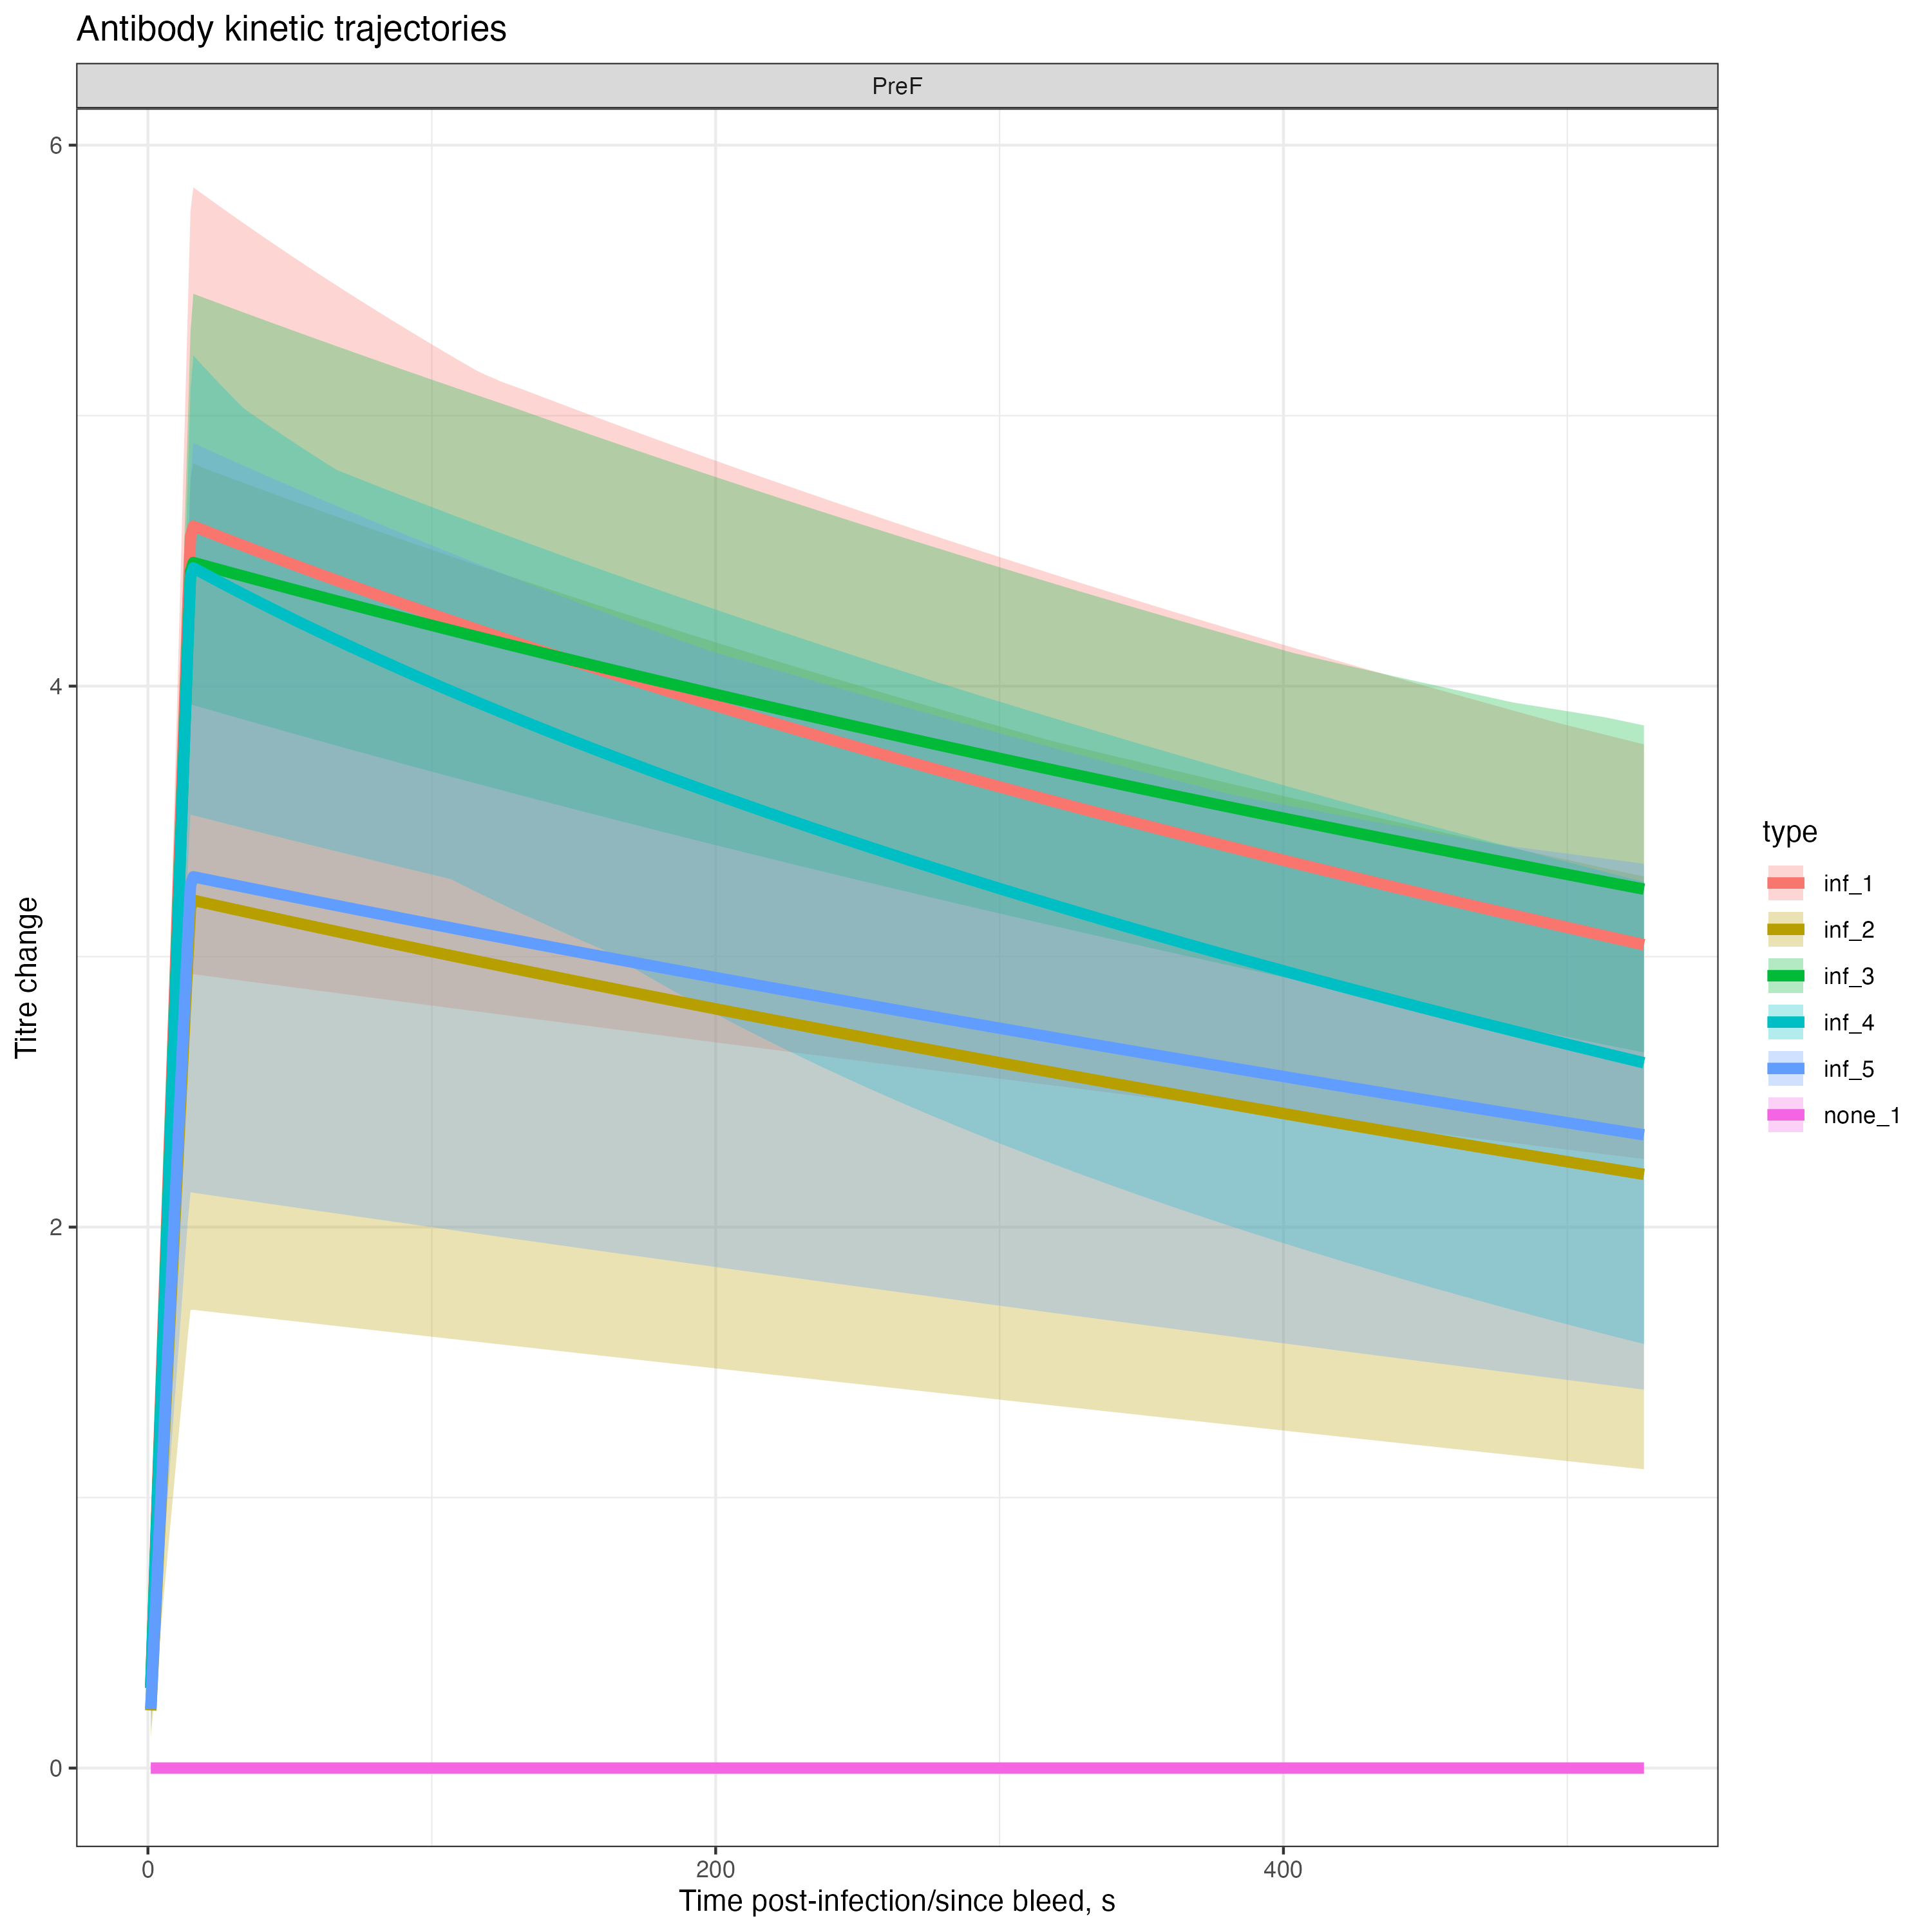 Antibody kinetic trajectories
PreF
6
4
2
0
Titre change
0 200 400
Time post-infection/since bleed, s
type
inf_1
inf_2
inf_3
inf_4
inf_5
none_1